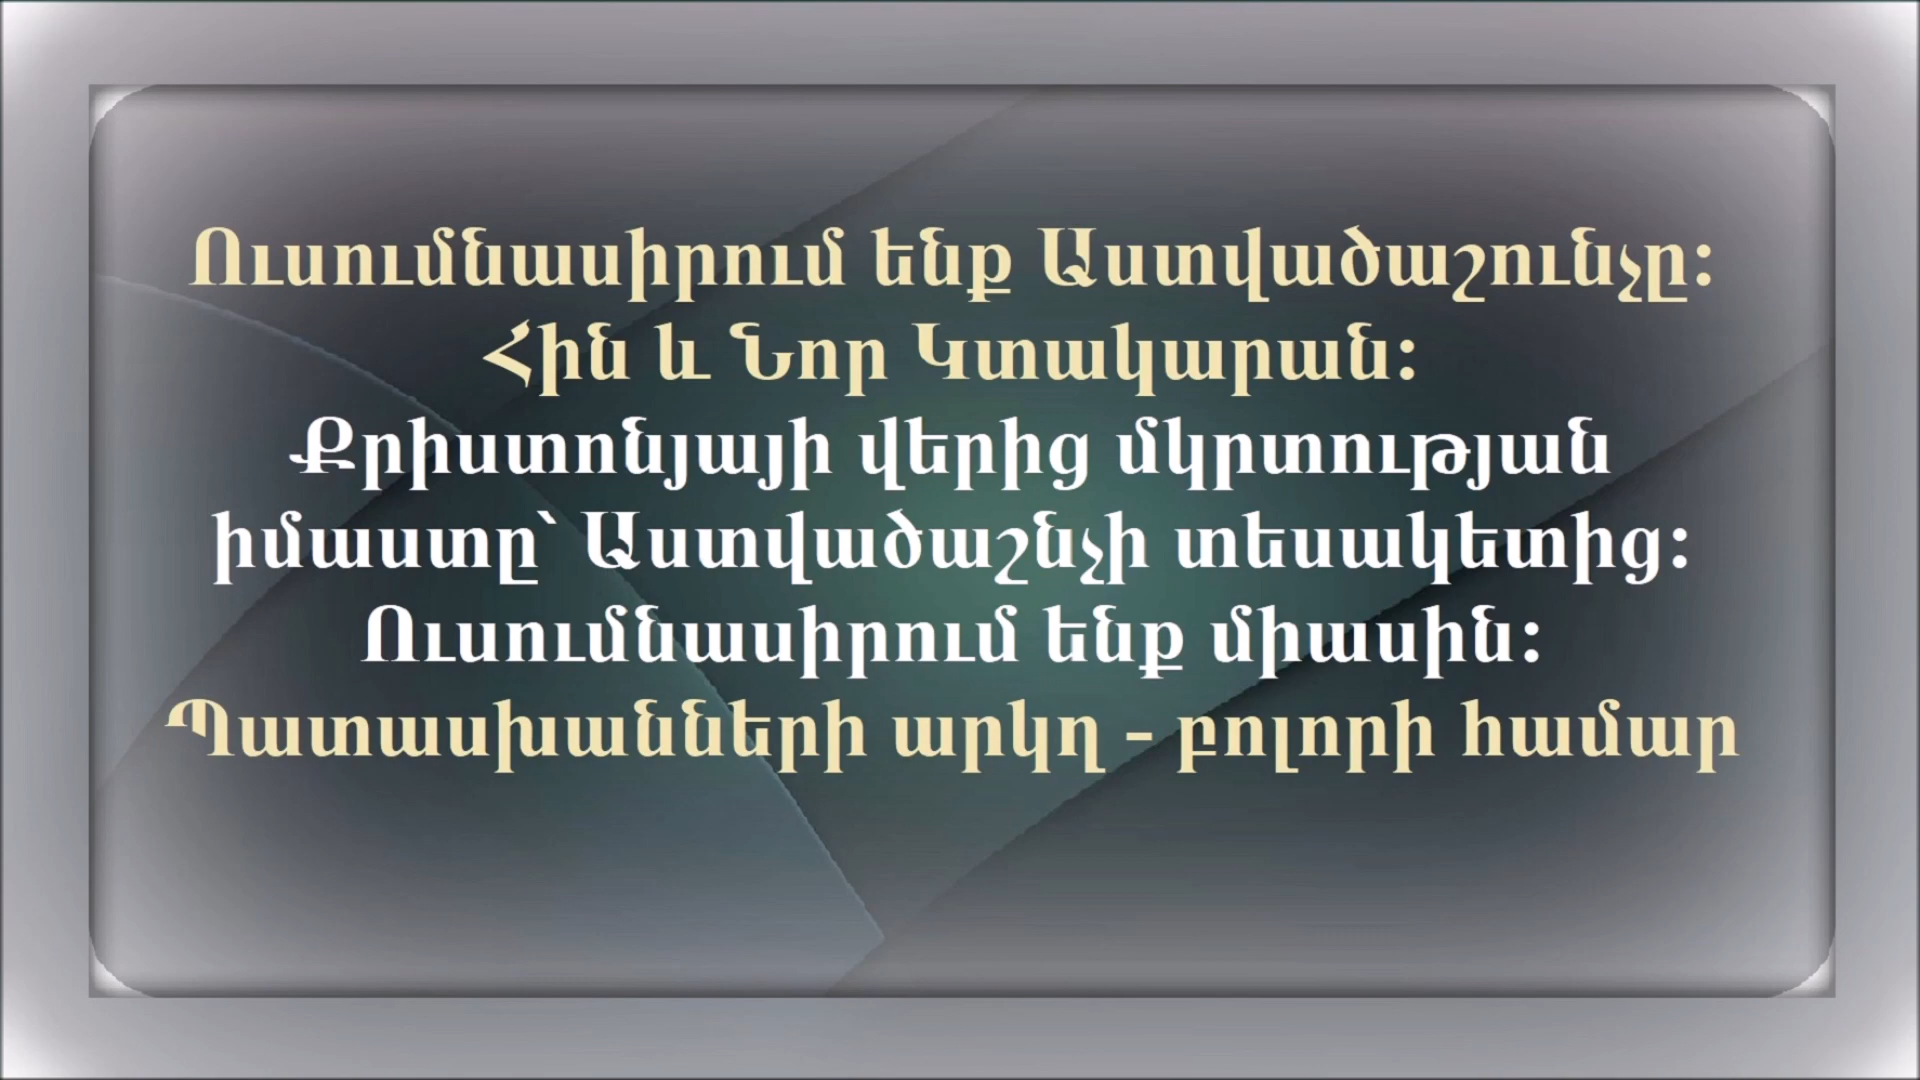 Ուսումնասիրում ենք Աստվածաշունչը:
Հին և Նոր Կտակարան:
Քրիստոնյայի վերից մկրտության
իմաստը՝ Աստվածաշնչի տեսակետից:
Ուսումնասիրում ենք միասին:
Պատասխանների արկղ - բոլորի համար